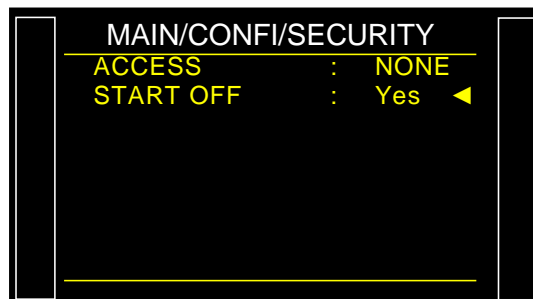 MAIN/CONFI/SECURITY
ACCESS : NONE
START OFF : Yes ◄